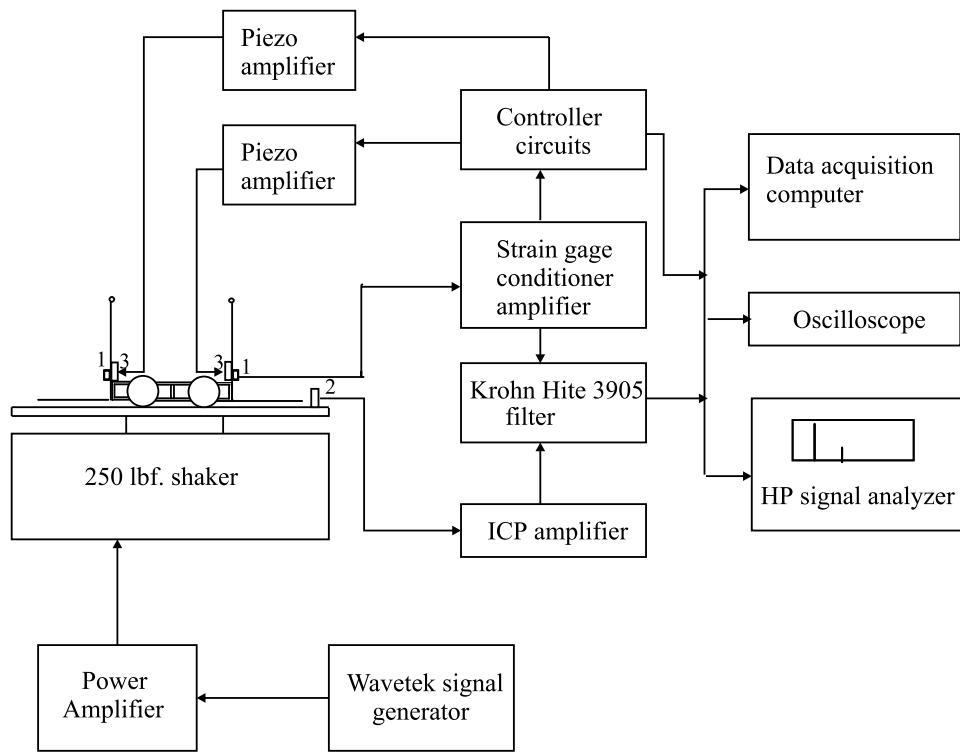 Piezo
amplifier
Controller
circuits
Piezo
amplifier
Data acquisition
computer
Strain gage
conditioner
amplifier
Oscilloscope
1 3
3 1
2
Krohn Hite 3905
filter
250 lbf. shaker
HP signal analyzer
ICP amplifier
Power
Amplifier
Wavetek signal
generator